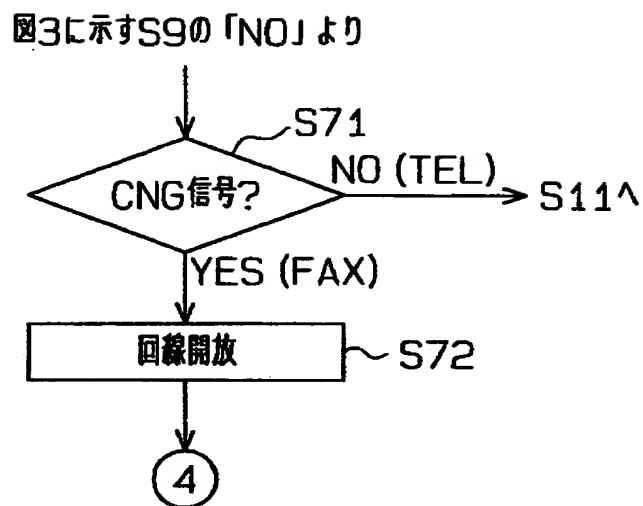 図3に示すS9の「NO」より
S71
CNG信号?
NO (TEL)
S11へ
YES (FAX)
回線開放
S72
4